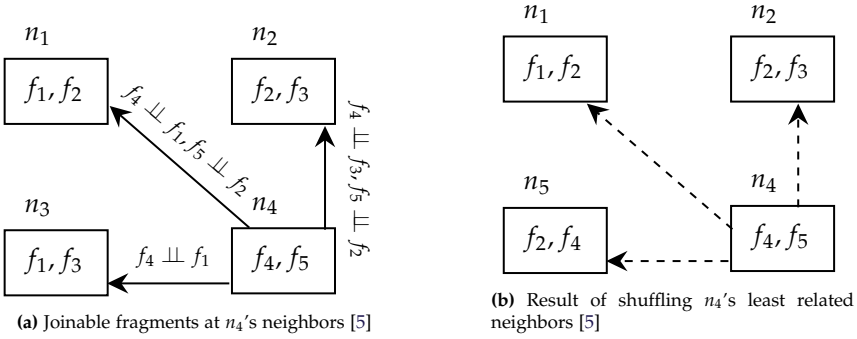 n₁
n₂
f₁, f₂
f₂, f₃
f₄ ⫫ f₁, f₅ ⫫ f₂
f₄ ⫫ f₃, f₅ ⫫ f₂
n₃
n₄
f₁, f₃
f₄ ⫫ f₁
f₄, f₅
(a) Joinable fragments at n₄'s neighbors [5]
n₁
n₂
f₁, f₂
f₂, f₃
n₅
n₄
f₂, f₄
f₄, f₅
(b) Result of shuffling n₄'s least related
neighbors [5]